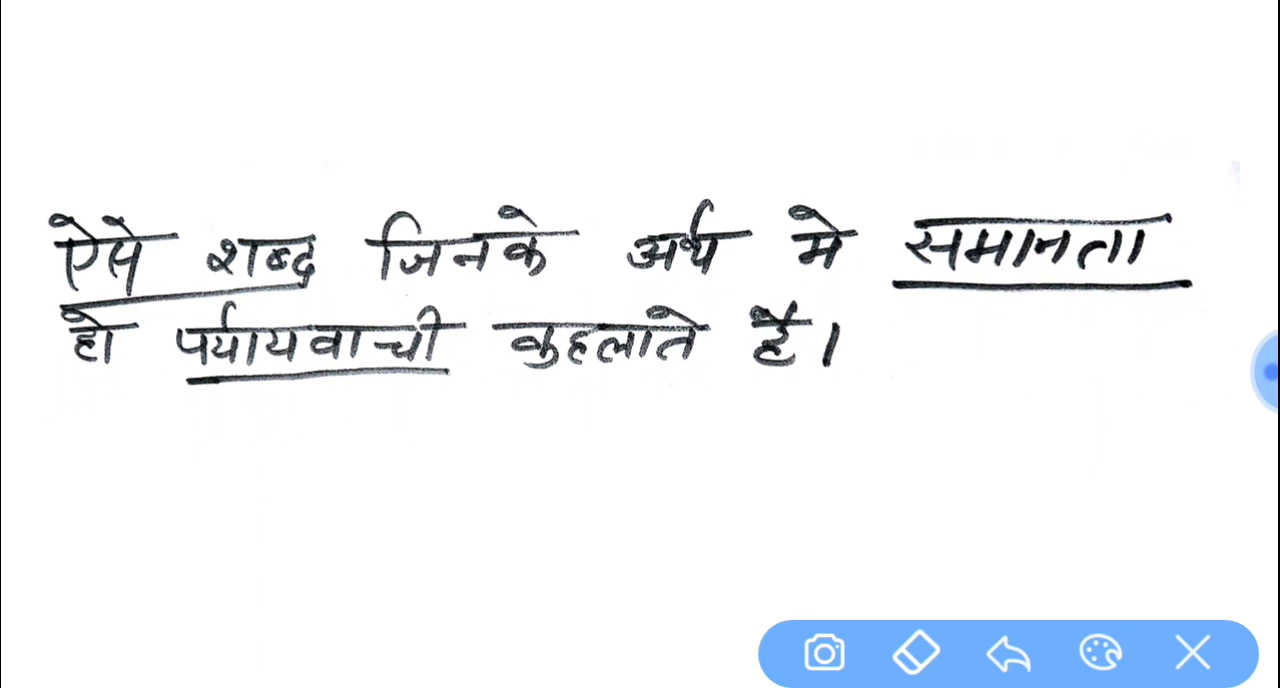 ऐसे शब्द जिनके अर्थ मे समानता
हो पर्यायवाची कहलाते है।